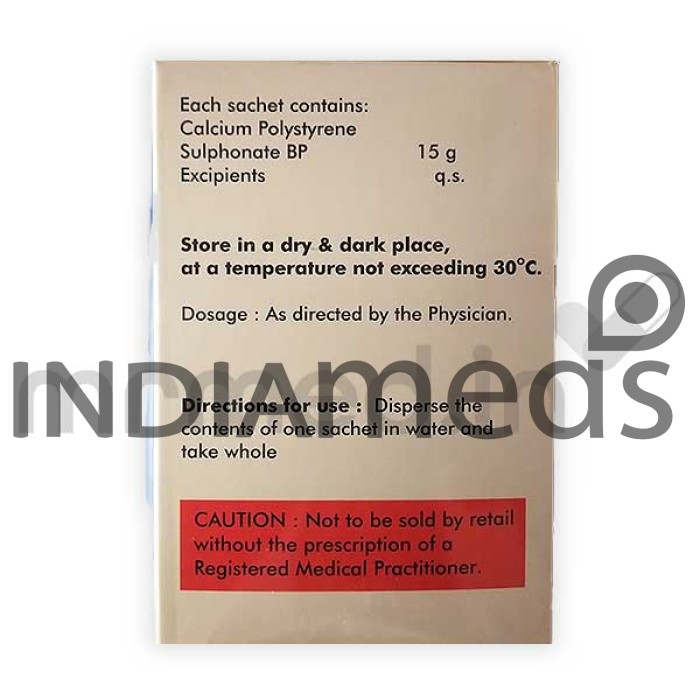 Each sachet contains:
Calcium Polystyrene
Sulphonate BP 15 g
Excipients q.s.
Store in a dry & dark place,
at a temperature not exceeding 30°C.
Dosage : As directed by the Physician.
INDIAmeds
Directions for use : Disperse the
contents of one sachet in water and
take whole
CAUTION : Not to be sold by retail
without the prescription of a
Registered Medical Practitioner.